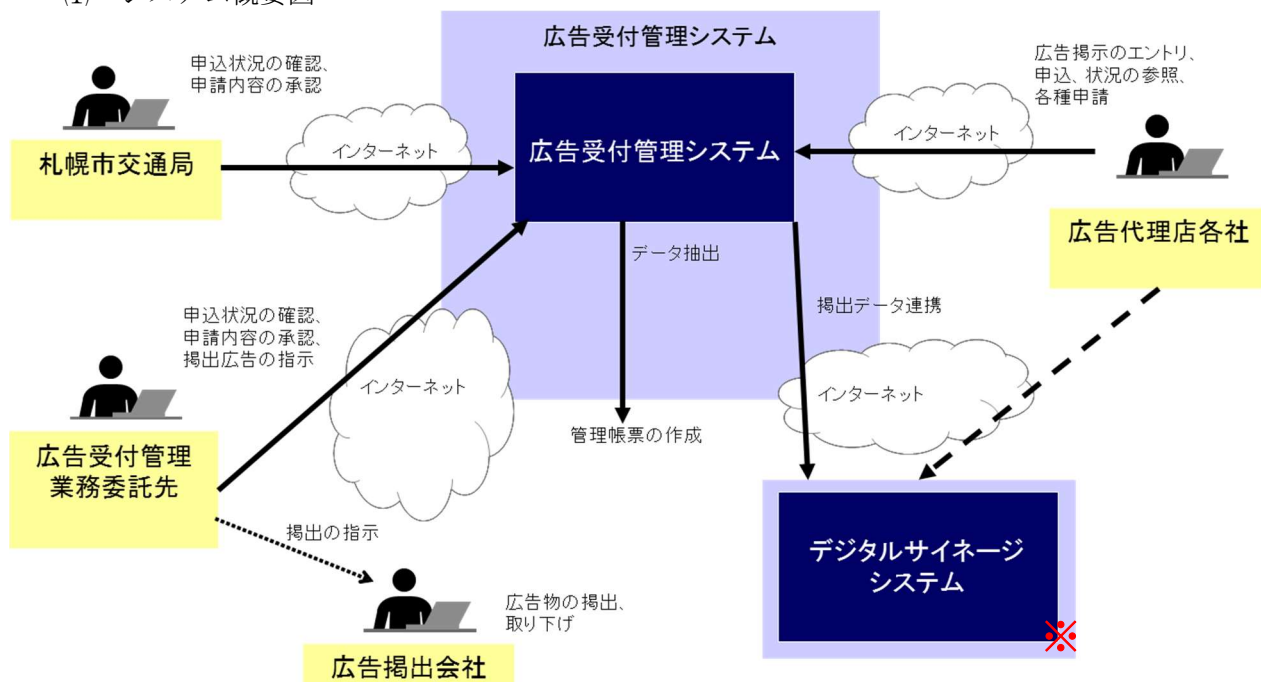 (1) システム概要図
広告受付管理システム
申込状況の確認、
申請内容の承認
広告掲示のエントリ、
申込、状況の参照、
各種申請
札幌市交通局
インターネット
広告受付管理システム
インターネット
広告代理店各社
データ抽出
掲出データ連携
申込状況の確認、
申請内容の承認、
掲出広告の指示
インターネット
インターネット
管理帳票の作成
広告受付管理
業務委託先
掲出の指示
デジタルサイネージ
システム
※
広告物の掲出、
取り下げ
広告掲出会社